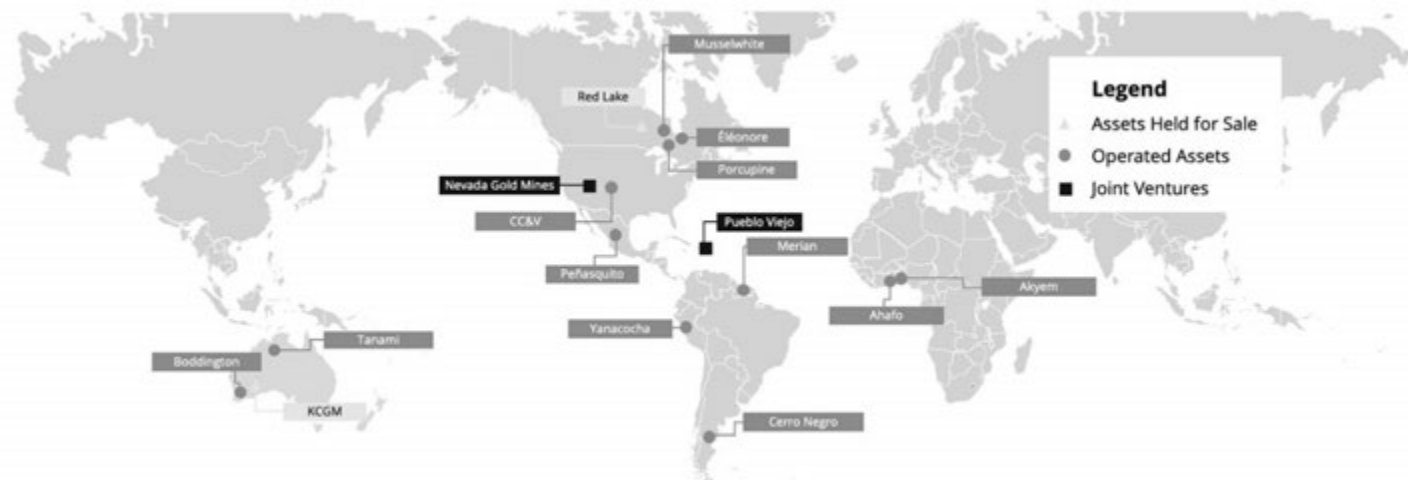 Musselwhite
Red Lake
Éléonore
Porcupine
Nevada Gold Mines
CC&V
Pueblo Viejo
Merian
Peñasquito
Akyem
Ahafo
Yanacocha
Tanami
Boddington
KCGM
Cerro Negro
Legend
Assets Held for Sale
Operated Assets
Joint Ventures